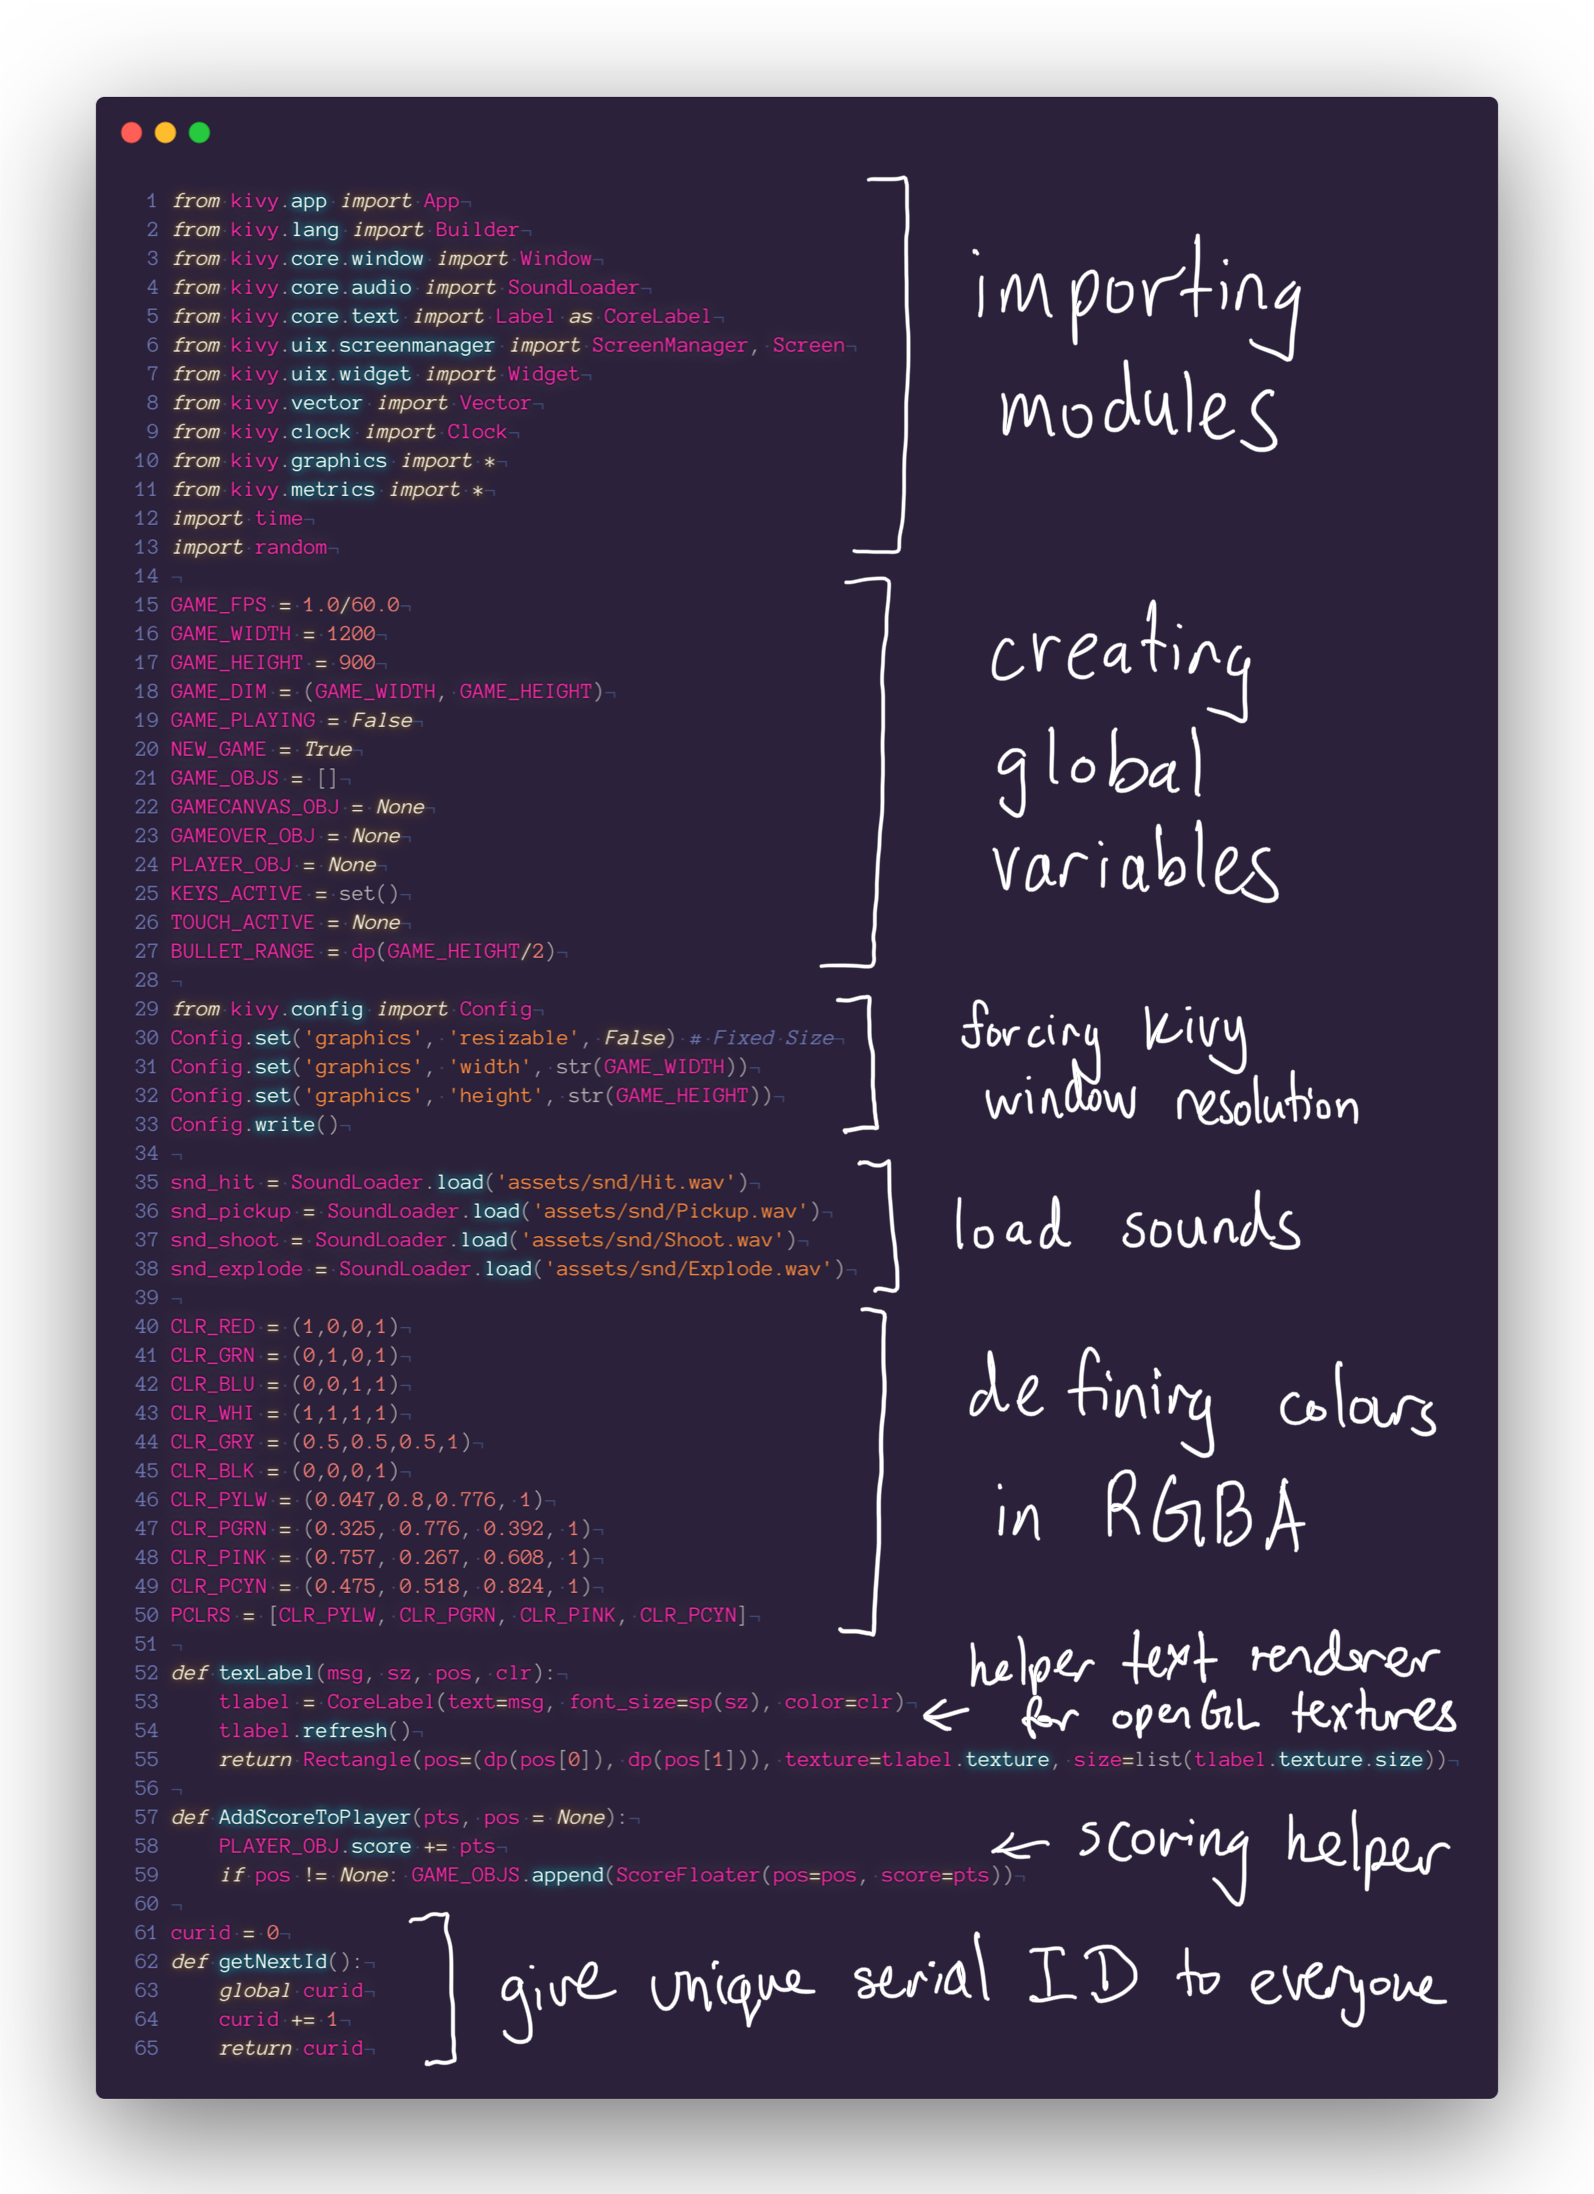 1 from kivy.app import App
2 from kivy.lang import Builder
3 from kivy.core.window import Window
4 from kivy.core.audio import SoundLoader
5 from kivy.core.text import Label as CoreLabel
6 from kivy.uix.screenmanager import ScreenManager, Screen
7 from kivy.uix.widget import Widget
8 from kivy.vector import Vector
9 from kivy.clock import Clock
10 from kivy.graphics import *
11 from kivy.metrics import *
12 import time
13 import random
importing
modules
14
15 GAME_FPS = 1.0/60.0
16 GAME_WIDTH = 1200
17 GAME_HEIGHT = 900
18 GAME_DIM = (GAME_WIDTH, GAME_HEIGHT)
19 GAME_PLAYING = False
20 NEW_GAME = True
21 GAME_OBJS = []
22 GAMECANVAS_OBJ = None
23 GAMEOVER_OBJ = None
24 PLAYER_OBJ = None
25 KEYS_ACTIVE = set()
26 TOUCH_ACTIVE = None
27 BULLET_RANGE = dp(GAME_HEIGHT/2)
creating
global
variables
28
29 from kivy.config import Config
30 Config.set('graphics', 'resizable', False) # Fixed Size
31 Config.set('graphics', 'width', str(GAME_WIDTH))
32 Config.set('graphics', 'height', str(GAME_HEIGHT))
33 Config.write()
forcing kivy
window resolution
34
35 snd_hit = SoundLoader.load('assets/snd/Hit.wav')
36 snd_pickup = SoundLoader.load('assets/snd/Pickup.wav')
37 snd_shoot = SoundLoader.load('assets/snd/Shoot.wav')
38 snd_explode = SoundLoader.load('assets/snd/Explode.wav')
load sounds
39
40 CLR_RED = (1,0,0,1)
41 CLR_GRN = (0,1,0,1)
42 CLR_BLU = (0,0,1,1)
43 CLR_WHI = (1,1,1,1)
44 CLR_GRY = (0.5,0.5,0.5,1)
45 CLR_BLK = (0,0,0,1)
46 CLR_PYLW = (0.047,0.8,0.776, 1)
47 CLR_PGRN = (0.325, 0.776, 0.392, 1)
48 CLR_PINK = (0.757, 0.267, 0.608, 1)
49 CLR_PCYN = (0.475, 0.518, 0.824, 1)
50 PCLRS = [CLR_PYLW, CLR_PGRN, CLR_PINK, CLR_PCYN]
defining colours
in RGBA
51
52 def texLabel(msg, sz, pos, clr):
53     tlabel = CoreLabel(text=msg, font_size=sp(sz), color=clr)
54     tlabel.refresh()
55     return Rectangle(pos=(dp(pos[0]), dp(pos[1])), texture=tlabel.texture, size=list(tlabel.texture.size))
helper text renderer
for openGL textures
56
57 def AddScoreToPlayer(pts, pos = None):
58     PLAYER_OBJ.score += pts
59     if pos != None: GAME_OBJS.append(ScoreFloater(pos=pos, score=pts))
scoring helper
60
61 curid = 0
62 def getNextId():
63     global curid
64     curid += 1
65     return curid
give unique serial ID to everyone